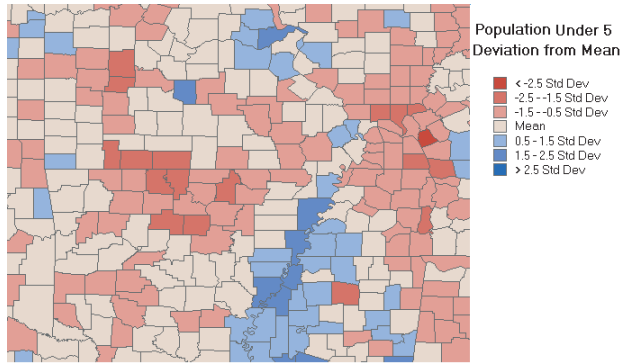 Population Under 5
Deviation from Mean
< -2.5 Std Dev
-2.5 --1.5 Std Dev
-1.5 --0.5 Std Dev
Mean
0.5 - 1.5 Std Dev
1.5 - 2.5 Std Dev
> 2.5 Std Dev